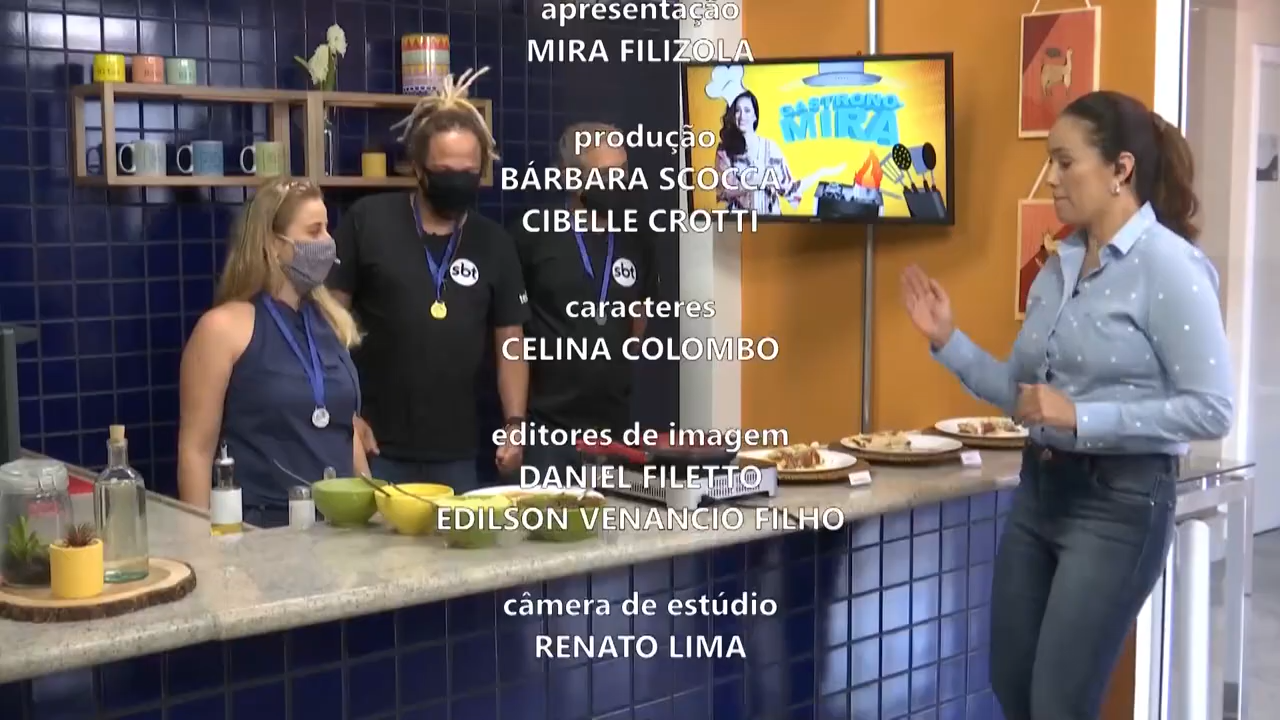 apresentação
MIRA FILIZOLA
GASTRONO
MIRA
produção
BÁRBARA SCOCCA
CIBELLE CROTTI
sbt
sbt
caracteres
CELINA COLOMBO
editores de imagem
DANIEL FILETTO
EDILSON VENANCIO FILHO
câmera de estúdio
RENATO LIMA